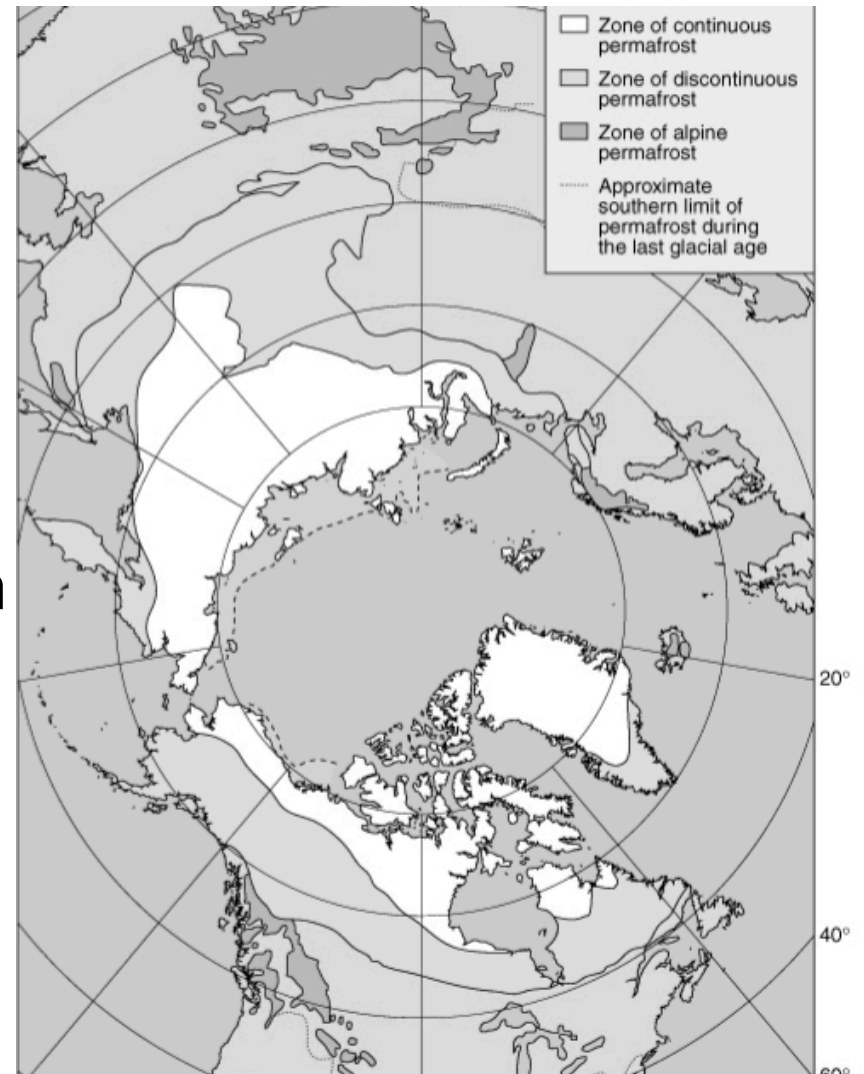 Zone of continuous
permafrost
Zone of discontinuous
permafrost
Zone of alpine
permafrost
Approximate
southern limit of
permafrost during
the last glacial age
n
20°
40°
60°